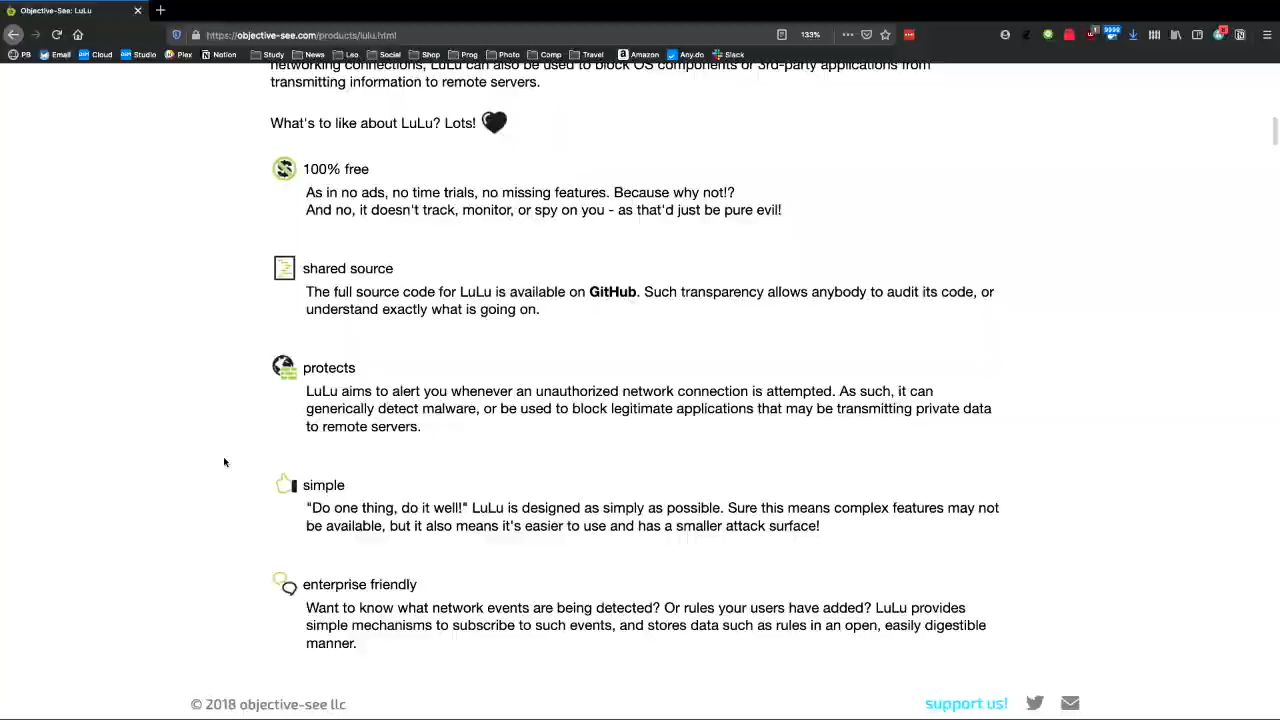 Objective-See: LuLu
https://objective-see.com/products/lulu.html
133%
1
9999
8
PB Email Cloud Studio Plex Notion Study News Leo Social Shop Prog Photo Comp Travel Amazon Any.do Slack
networking connections, LuLu can also be used to block OS components or 3rd-party applications from
transmitting information to remote servers.
What's to like about LuLu? Lots!
100% free
As in no ads, no time trials, no missing features. Because why not!?
And no, it doesn't track, monitor, or spy on you - as that'd just be pure evil!
shared source
The full source code for LuLu is available on GitHub. Such transparency allows anybody to audit its code, or
understand exactly what is going on.
protects
LuLu aims to alert you whenever an unauthorized network connection is attempted. As such, it can
generically detect malware, or be used to block legitimate applications that may be transmitting private data
to remote servers.
simple
"Do one thing, do it well!" LuLu is designed as simply as possible. Sure this means complex features may not
be available, but it also means it's easier to use and has a smaller attack surface!
enterprise friendly
Want to know what network events are being detected? Or rules your users have added? LuLu provides
simple mechanisms to subscribe to such events, and stores data such as rules in an open, easily digestible
manner.
© 2018 objective-see llc
support us!